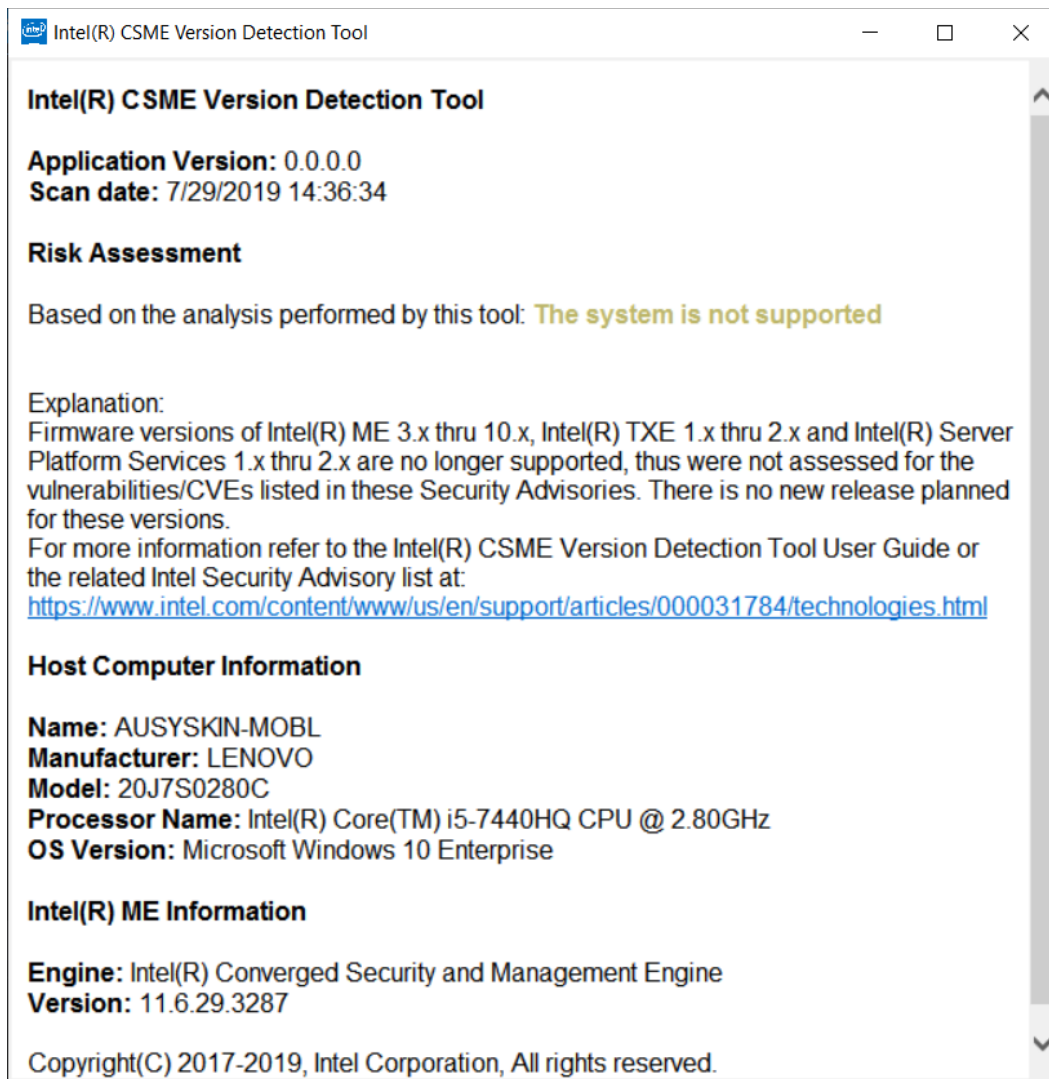 intel Intel(R) CSME Version Detection Tool
Intel(R) CSME Version Detection Tool
Application Version: 0.0.0.0
Scan date: 7/29/2019 14:36:34
Risk Assessment
Based on the analysis performed by this tool: The system is not supported
Explanation:
Firmware versions of Intel(R) ME 3.x thru 10.x, Intel(R) TXE 1.x thru 2.x and Intel(R) Server
Platform Services 1.x thru 2.x are no longer supported, thus were not assessed for the
vulnerabilities/CVEs listed in these Security Advisories. There is no new release planned
for these versions.
For more information refer to the Intel(R) CSME Version Detection Tool User Guide or
the related Intel Security Advisory list at:
https://www.intel.com/content/www/us/en/support/articles/000031784/technologies.html
Host Computer Information
Name: AUSYSKIN-MOBL
Manufacturer: LENOVO
Model: 20J7S0280C
Processor Name: Intel(R) Core(TM) i5-7440HQ CPU @ 2.80GHz
OS Version: Microsoft Windows 10 Enterprise
Intel(R) ME Information
Engine: Intel(R) Converged Security and Management Engine
Version: 11.6.29.3287
Copyright(C) 2017-2019, Intel Corporation, All rights reserved.